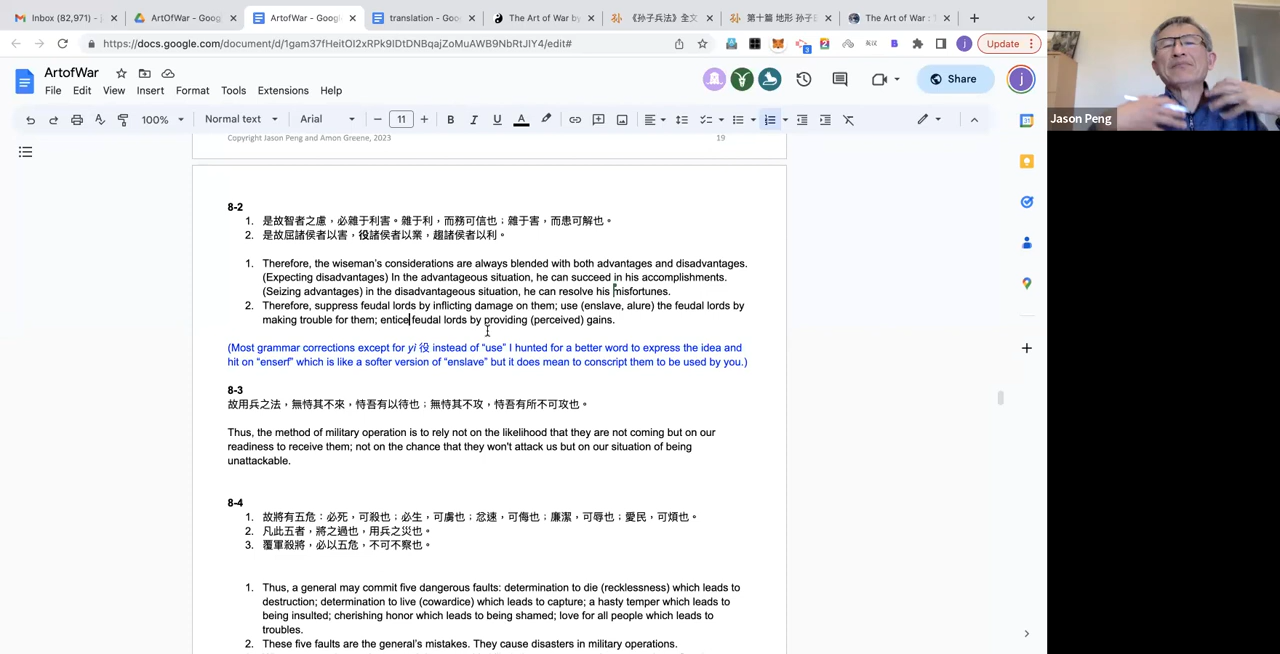 Inbox (82,971) -
ArtOfWar - Goog
ArtofWar - Google
translation - Goo
The Art of War by
《孙子兵法》全文
第十篇 地形 孙子
The Art of War :
https://docs.google.com/document/d/1gam37fHeitOI2xRPk9IDtDNBqajZoMuAWB9NbRtJIY4/edit#
Update
ArtofWar
File Edit View Insert Format Tools Extensions Help
Share
100% Normal text Arial 11
Copyright Jason Peng and Amon Greene, 2023 19
8-2
1. 是故智者之慮，必雜于利害。雜于利，而務可信也；雜于害，而患可解也。
2. 是故屈諸侯者以害，役諸侯者以業，趨諸侯者以利。
1. Therefore, the wiseman's considerations are always blended with both advantages and disadvantages.
(Expecting disadvantages) In the advantageous situation, he can succeed in his accomplishments.
(Seizing advantages) in the disadvantageous situation, he can resolve his misfortunes.
2. Therefore, suppress feudal lords by inflicting damage on them; use (enslave, alure) the feudal lords by
making trouble for them; entice feudal lords by providing (perceived) gains.
(Most grammar corrections except for yi 役 instead of “use” I hunted for a better word to express the idea and
hit on “enserf” which is like a softer version of “enslave” but it does mean to conscript them to be used by you.)
8-3
故用兵之法，無恃其不來，恃吾有以待也；無恃其不攻，恃吾有所不可攻也。
Thus, the method of military operation is to rely not on the likelihood that they are not coming but on our
readiness to receive them; not on the chance that they won't attack us but on our situation of being
unattackable.
8-4
1. 故將有五危：必死，可殺也；必生，可虜也；忿速，可侮也；廉潔，可辱也；愛民，可煩也。
2. 凡此五者，將之過也，用兵之災也。
3. 覆軍殺將，必以五危，不可不察也。
1. Thus, a general may commit five dangerous faults: determination to die (recklessness) which leads to
destruction; determination to live (cowardice) which leads to capture; a hasty temper which leads to
being insulted; cherishing honor which leads to being shamed; love for all people which leads to
troubles.
2. These five faults are the general's mistakes. They cause disasters in military operations.
Jason Peng